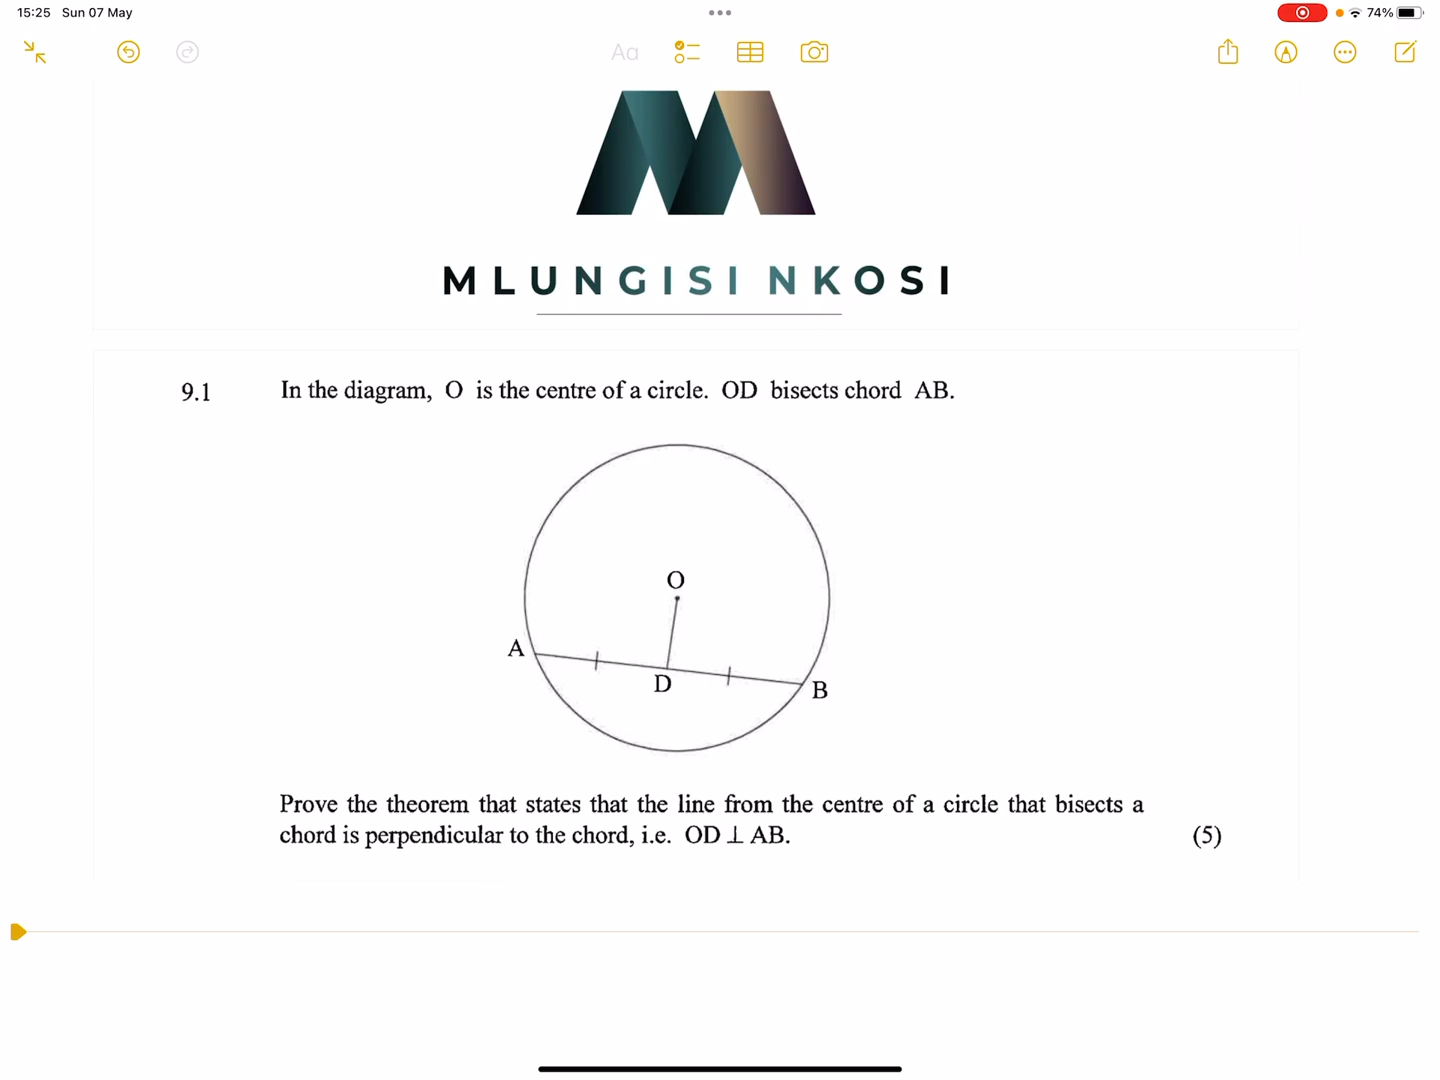 15:25 Sun 07 May
74%
Aa
MLUNGISI NKOSI
9.1 In the diagram, O is the centre of a circle. OD bisects chord AB.
O
A
D
B
Prove the theorem that states that the line from the centre of a circle that bisects a
chord is perpendicular to the chord, i.e. OD ⊥ AB. (5)